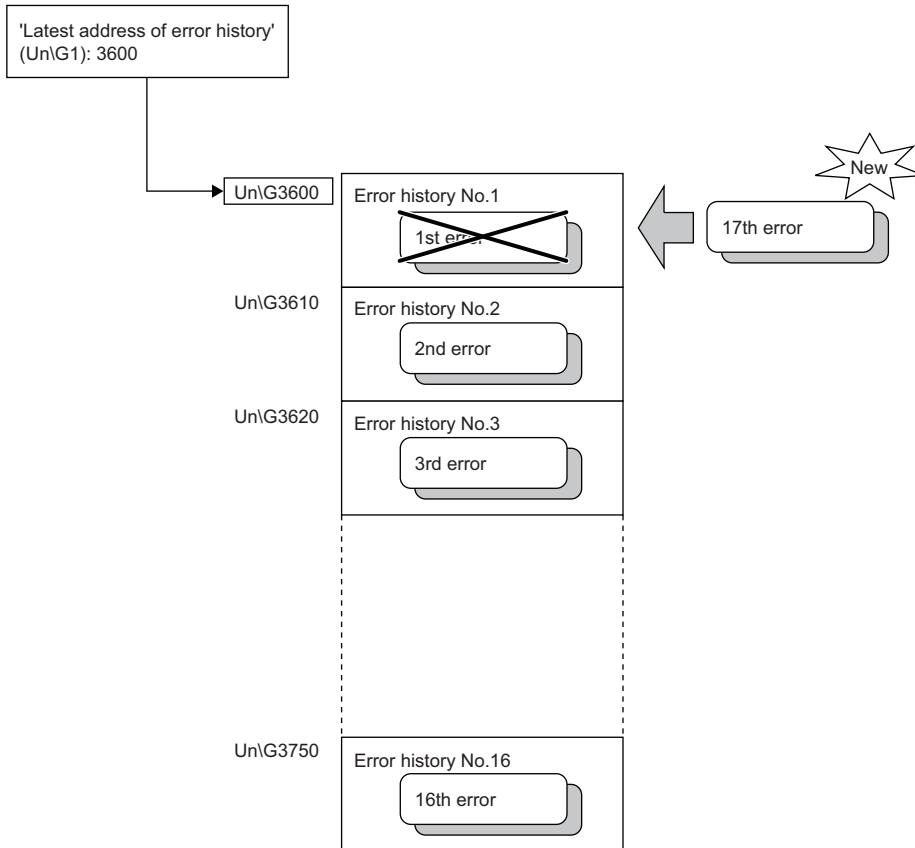 'Latest address of error history'
(Un\G1): 3600
New
Un\G3600
Error history No.1
1st error
17th error
Un\G3610
Error history No.2
2nd error
Un\G3620
Error history No.3
3rd error
Un\G3750
Error history No.16
16th error